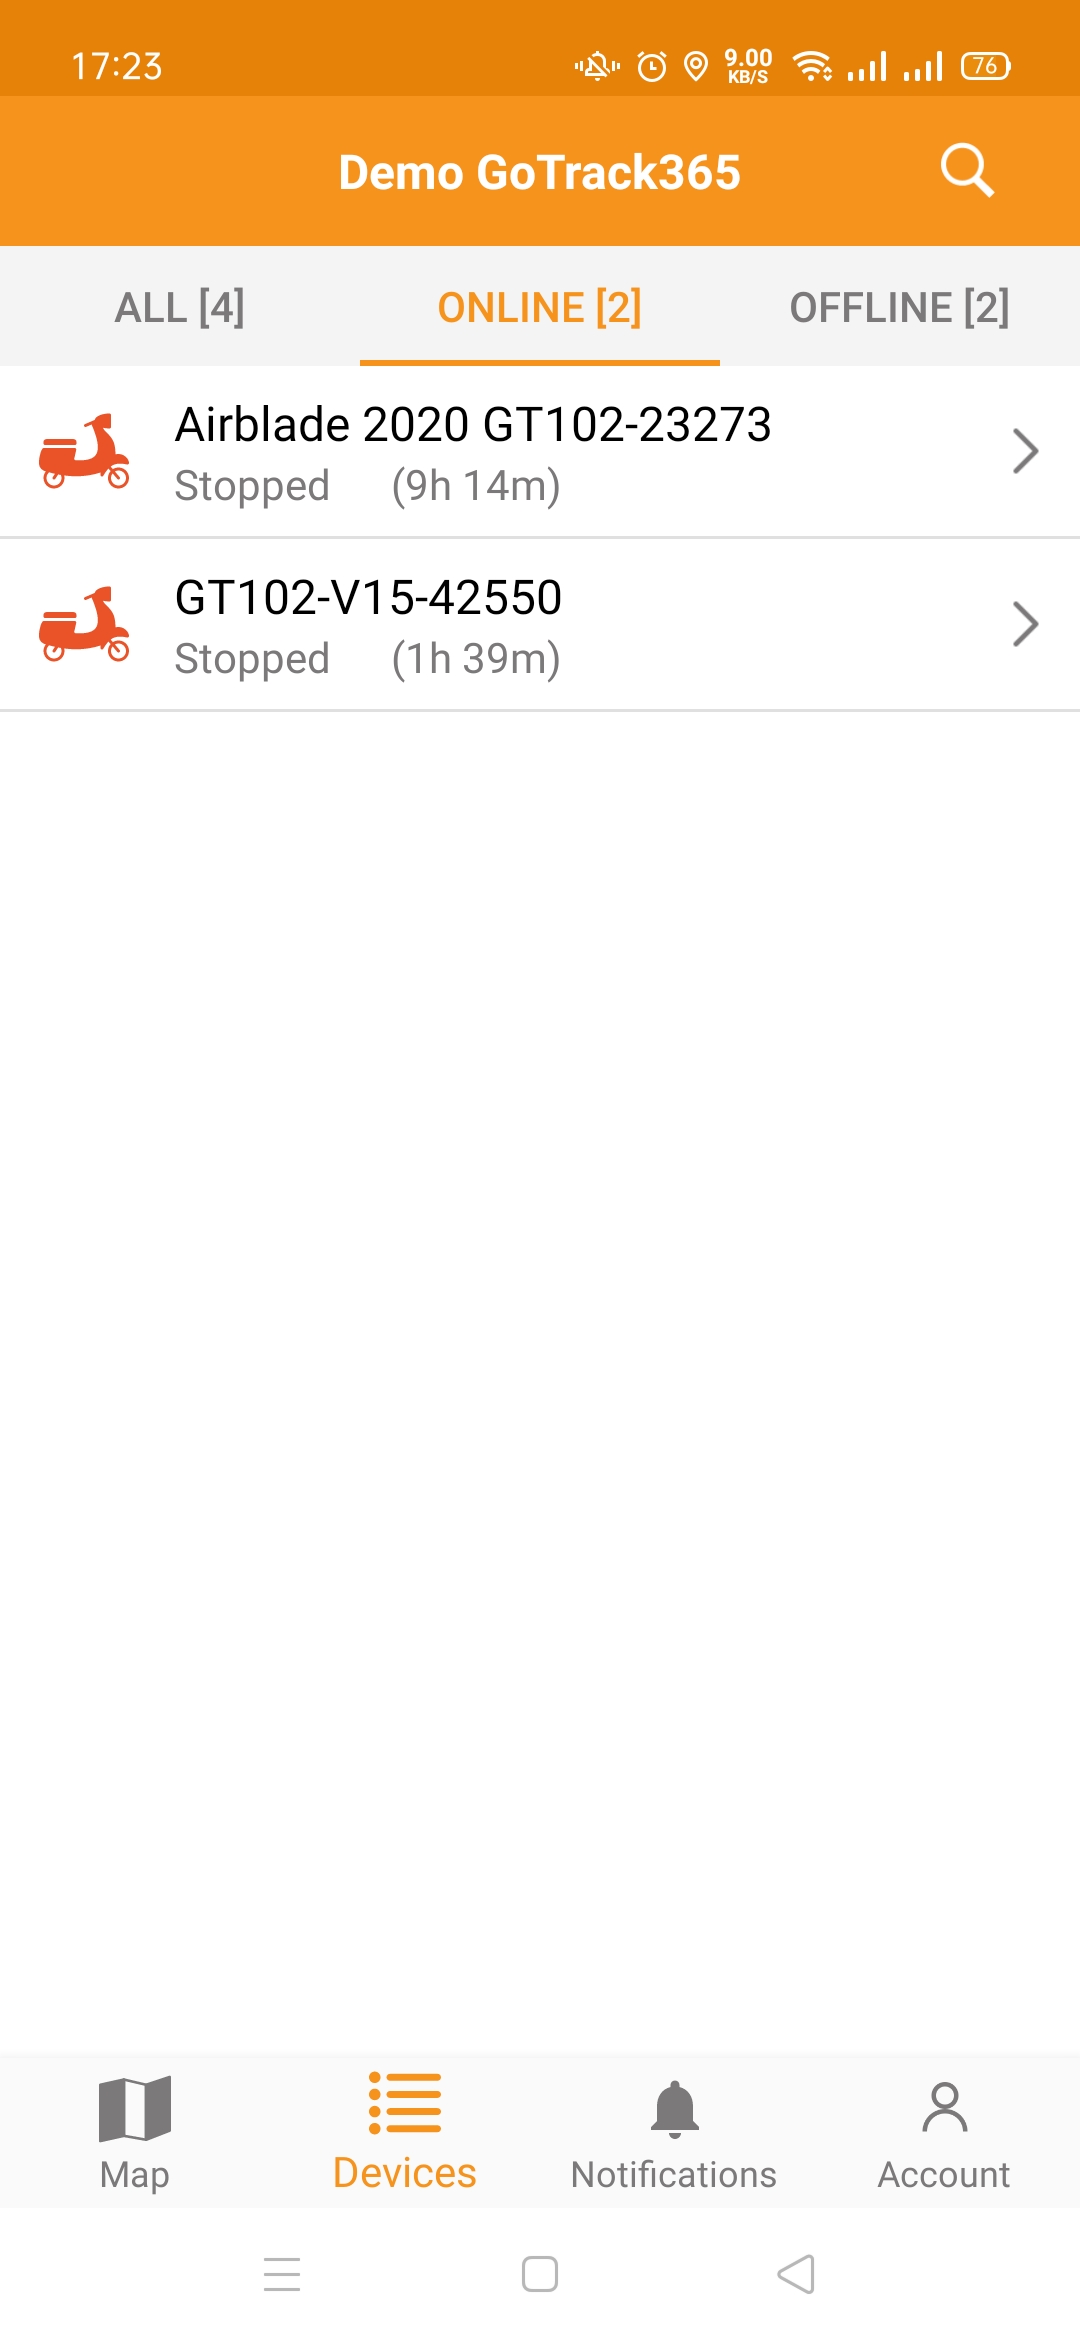 17:23
9.00
KB/S
76
Demo GoTrack365
ALL [4]
ONLINE [2]
OFFLINE [2]
Airblade 2020 GT102-23273
Stopped (9h 14m)
GT102-V15-42550
Stopped (1h 39m)
Map
Devices
Notifications
Account